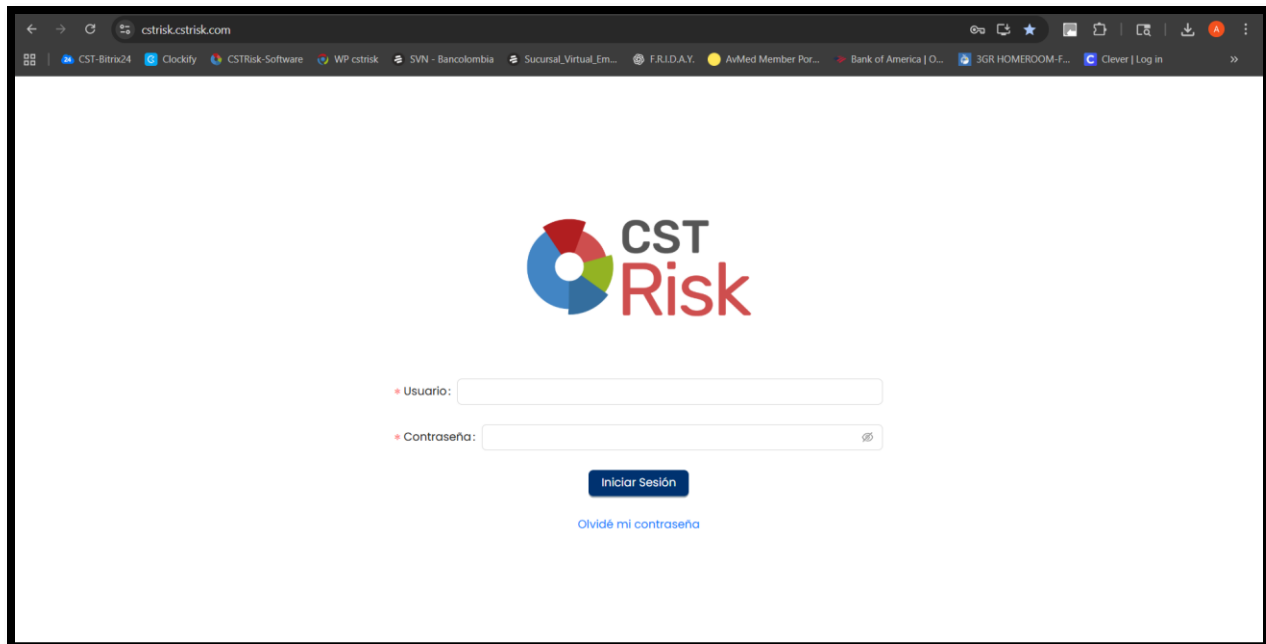 cstrisk.cstrisk.com
A
24 CST-Bitrix24 C Clockify CSTRisk-Software WP cstrisk SVN - Bancolombia Sucursal_Virtual_Em... F.R.I.D.A.Y. AvMed Member Por... Bank of America | O... 3GR HOMEROOM-F... C Clever | Log in »
CST
Risk
* Usuario:
* Contraseña:
Iniciar Sesión
Olvidé mi contraseña